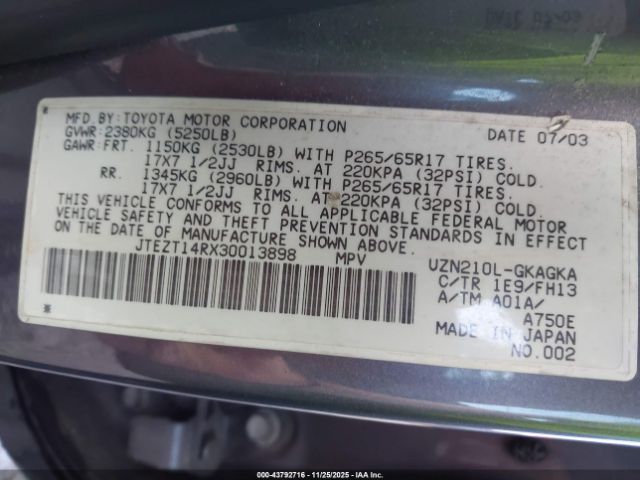 MFD.BY:TOYOTA MOTOR CORPORATION DATE 07/03
GVWR:2380KG (5250LB)
GAWR:FRT. 1150KG (2530LB) WITH P265/65R17 TIRES.
17X7 1/2JJ RIMS. AT 220KPA (32PSI) COLD.
RR. 1345KG (2960LB) WITH P265/65R17 TIRES.
17X7 1/2JJ RIMS. AT 220KPA (32PSI) COLD.
THIS VEHICLE CONFORMS TO ALL APPLICABLE FEDERAL MOTOR
VEHICLE SAFETY AND THEFT PREVENTION STANDARDS IN EFFECT
ON THE DATE OF MANUFACTURE SHOWN ABOVE.
JTEZT14RX30013898 MPV UZN210L-GKAGKA
C/TR 1E9/FH13
A/TM A01A/
A750E
MADE IN JAPAN
NO.002
000-43792716 - 11/25/2025 - IAAI.COM